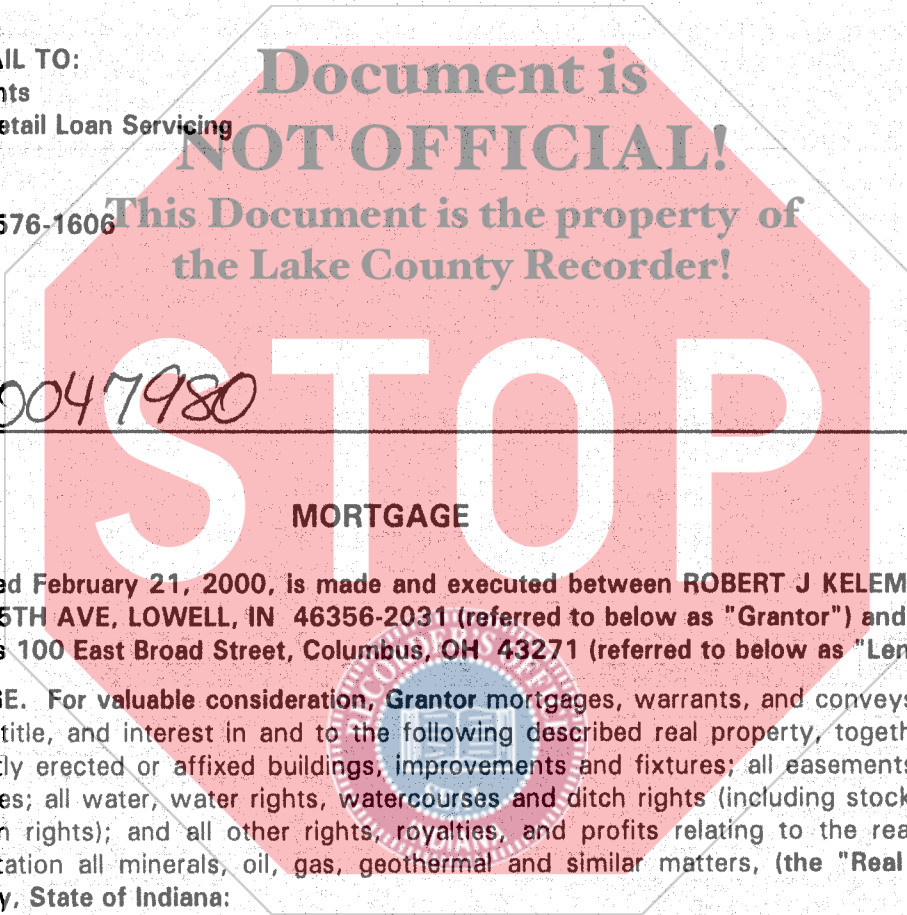 IL TO:
nts
etail Loan Servicing
576-1606
Document is
NOT OFFICIAL!
This Document is the property of
the Lake County Recorder!
0047980
STOP
MORTGAGE
ed February 21, 2000, is made and executed between ROBERT J KELEM
5TH AVE, LOWELL, IN 46356-2031 (referred to below as "Grantor") and
s 100 East Broad Street, Columbus, OH 43271 (referred to below as "Len
GE. For valuable consideration, Grantor mortgages, warrants, and conveys
title, and interest in and to the following described real property, togeth
tly erected or affixed buildings, improvements and fixtures; all easements
es; all water, water rights, watercourses and ditch rights (including stock
n rights); and all other rights, royalties, and profits relating to the rea
tation all minerals, oil, gas, geothermal and similar matters, (the "Real
y, State of Indiana:
RECORDER'S OFFICE
SEAL
INDIANA